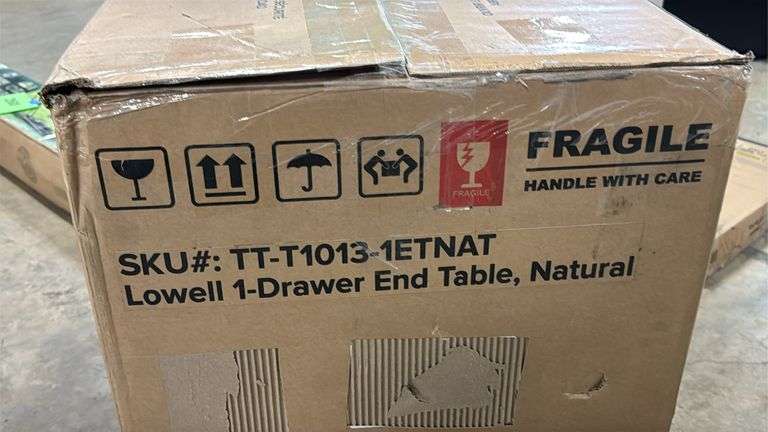 FRAGILE
FRAGILE
HANDLE WITH CARE
SKU#: TT-T1013-1ETNAT
Lowell 1-Drawer End Table, Natural